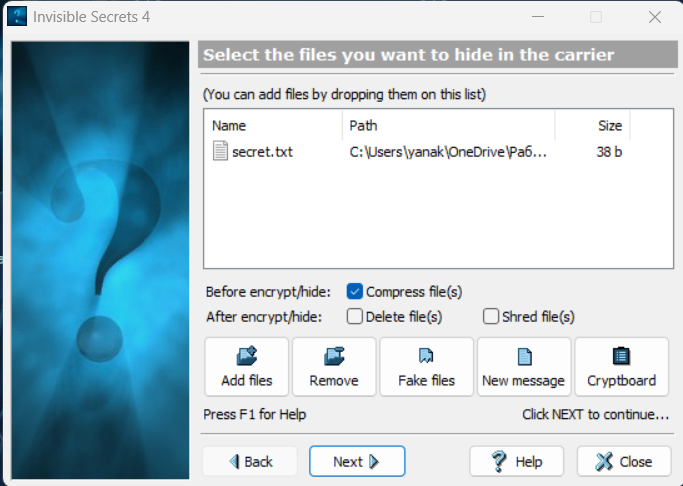 Invisible Secrets 4
Select the files you want to hide in the carrier
(You can add files by dropping them on this list)
Name Path Size
secret.txt C:\Users\yanak\OneDrive\Раб... 38 b
Before encrypt/hide: Compress file(s)
After encrypt/hide: Delete file(s) Shred file(s)
Add files Remove Fake files New message Cryptboard
Press F1 for Help Click NEXT to continue...
Back Next Help Close